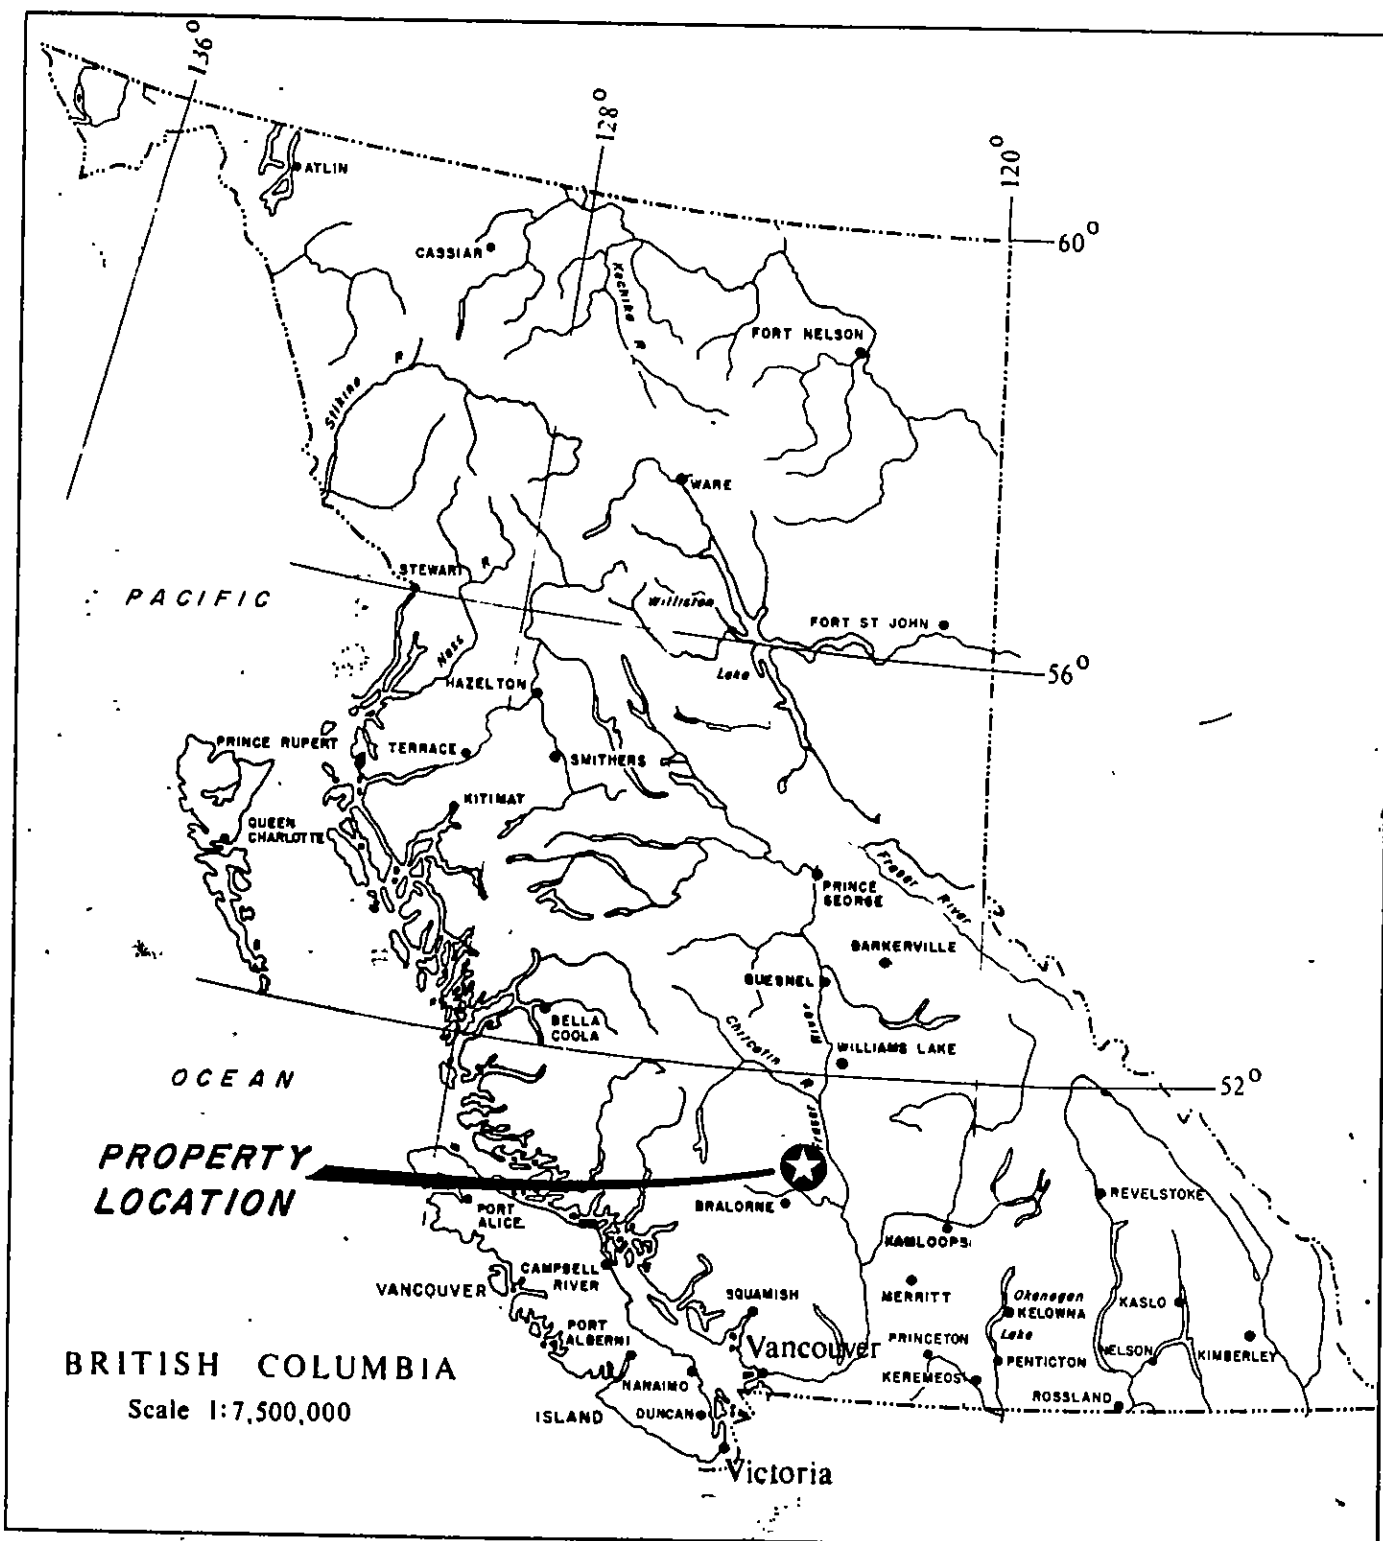 136°
128°
120°
ATLIN
60°
CASSIAR
Kechika R
FORT NELSON
Stikine R
WARE
STEWART
R
PACIFIC
Williston
FORT ST JOHN
Nass
Lake
56°
HAZELTON
PRINCE RUPERT
TERRACE
SMITHERS
KITIMAT
QUEEN
CHARLOTTE
Fraser River
PRINCE
GEORGE
BARKERVILLE
QUESNEL
BELLA
COOLA
Chilcotin R
River
WILLIAMS LAKE
OCEAN
52°
Fraser
PROPERTY
LOCATION
REVELSTOKE
BRALORNE
PORT
ALICE
KAMLOOPS
CAMPBELL
RIVER
VANCOUVER
SQUAMISH
MERRITT
Okanagan
KELOWNA
KASLO
PORT
ALBERNI
Vancouver
PRINCETON
Lake
PENTICTON
NELSON
KIMBERLEY
BRITISH COLUMBIA
NANAIMO
KEREMEOS
ROSSLAND
Scale 1:7,500,000
ISLAND
DUNCAN
Victoria